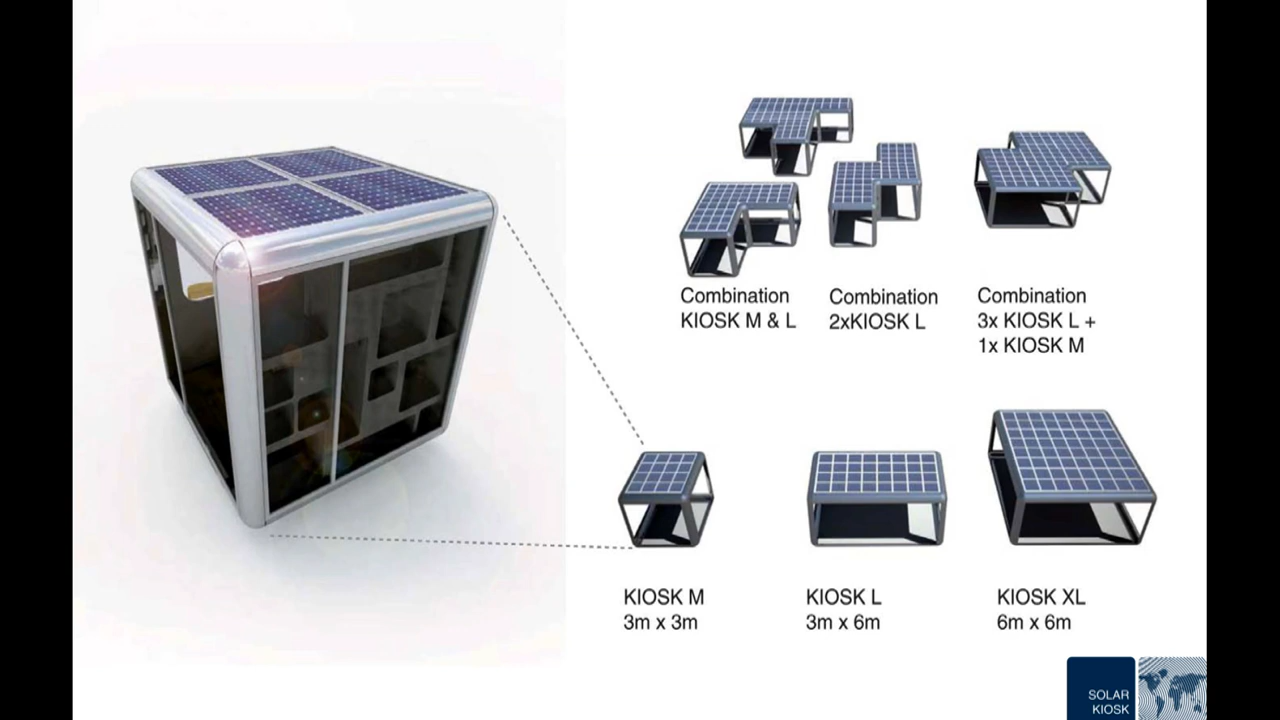 Combination
KIOSK M & L
Combination
2xKIOSK L
Combination
3x KIOSK L +
1x KIOSK M
KIOSK M
3m x 3m
KIOSK L
3m x 6m
KIOSK XL
6m x 6m
SOLAR
KIOSK